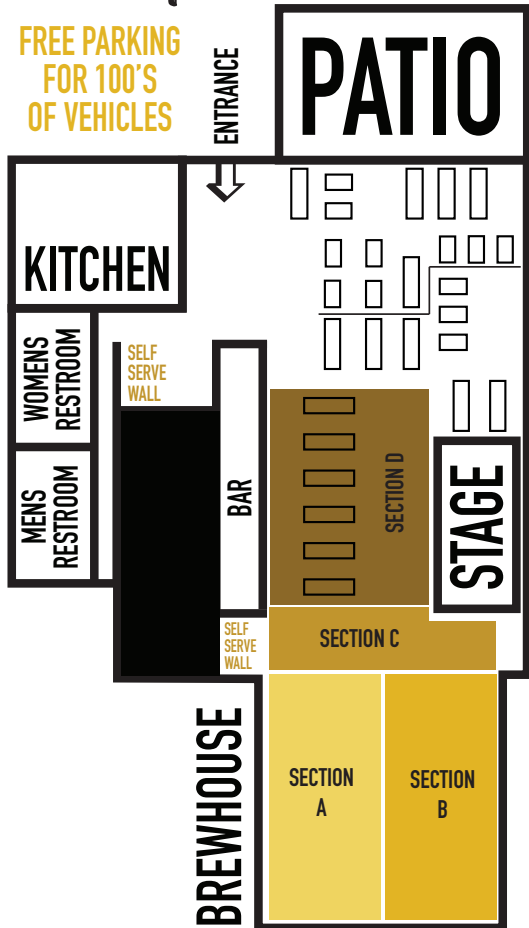 FREE PARKING
FOR 100'S
OF VEHICLES
ENTRANCE
PATIO
KITCHEN
WOMENS
RESTROOM
MENS
RESTROOM
SELF
SERVE
WALL
BAR
SECTION D
STAGE
SELF
SERVE
WALL
SECTION C
BREWHOUSE
SECTION
A
SECTION
B